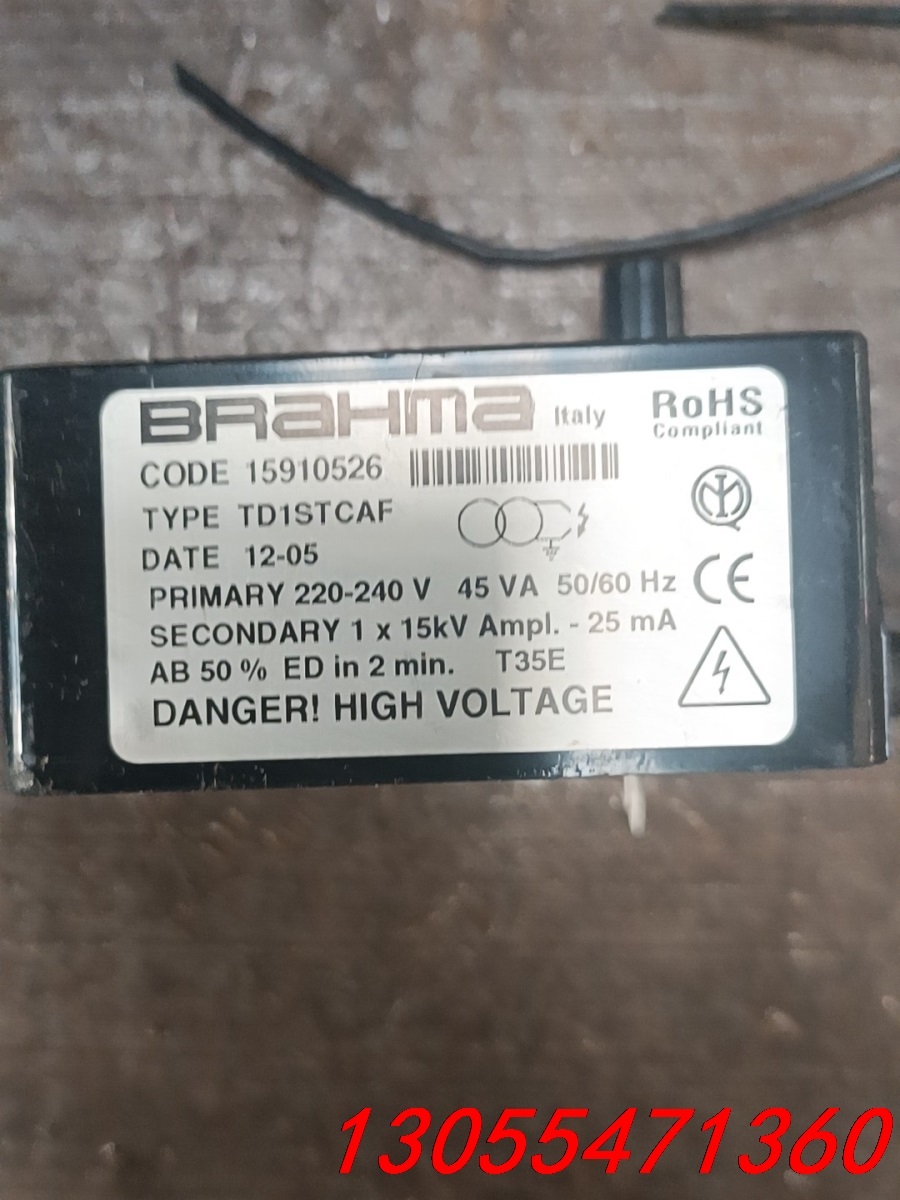 BRAHMA Italy
RoHS
Compliant
CODE 15910526
TYPE TD1STCAF
DATE 12-05
PRIMARY 220-240 V 45 VA 50/60 Hz
CE
SECONDARY 1 x 15kV Ampl. - 25 mA
AB 50 % ED in 2 min. T35E
DANGER! HIGH VOLTAGE
13055471360